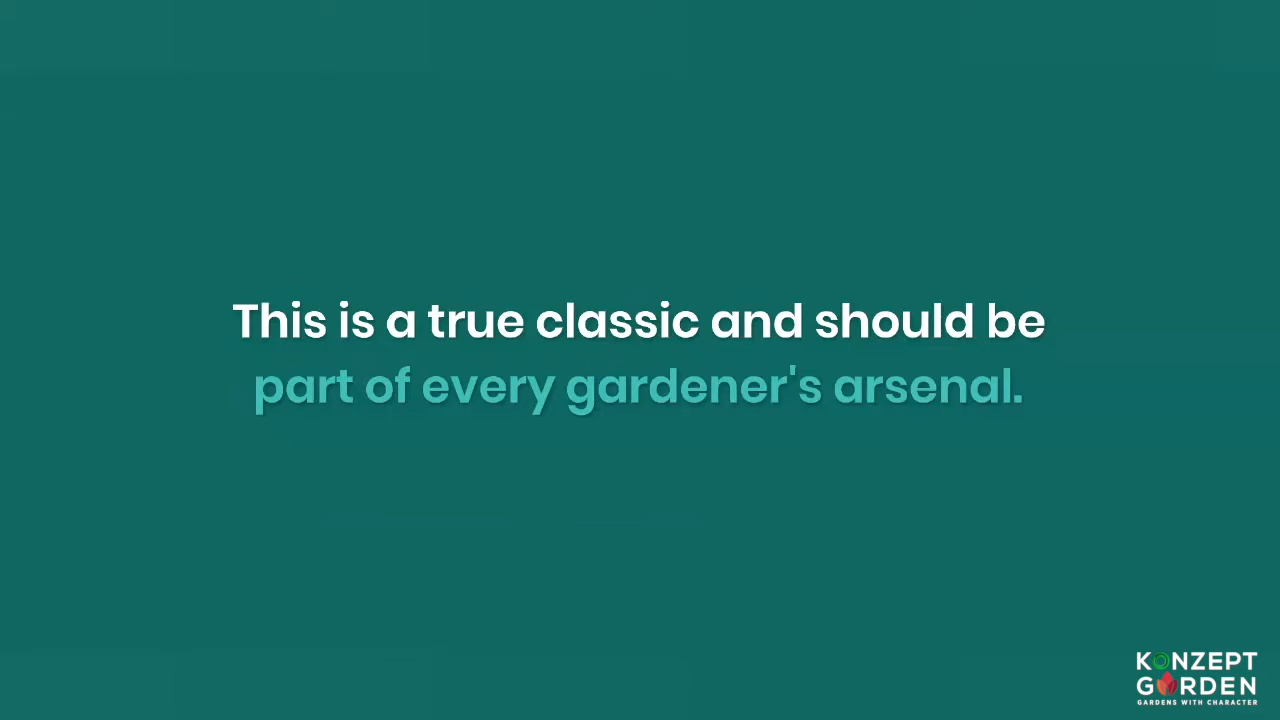 This is a true classic and should be
part of every gardener's arsenal.
KONZEPT
GARDEN
GARDENS WITH CHARACTER